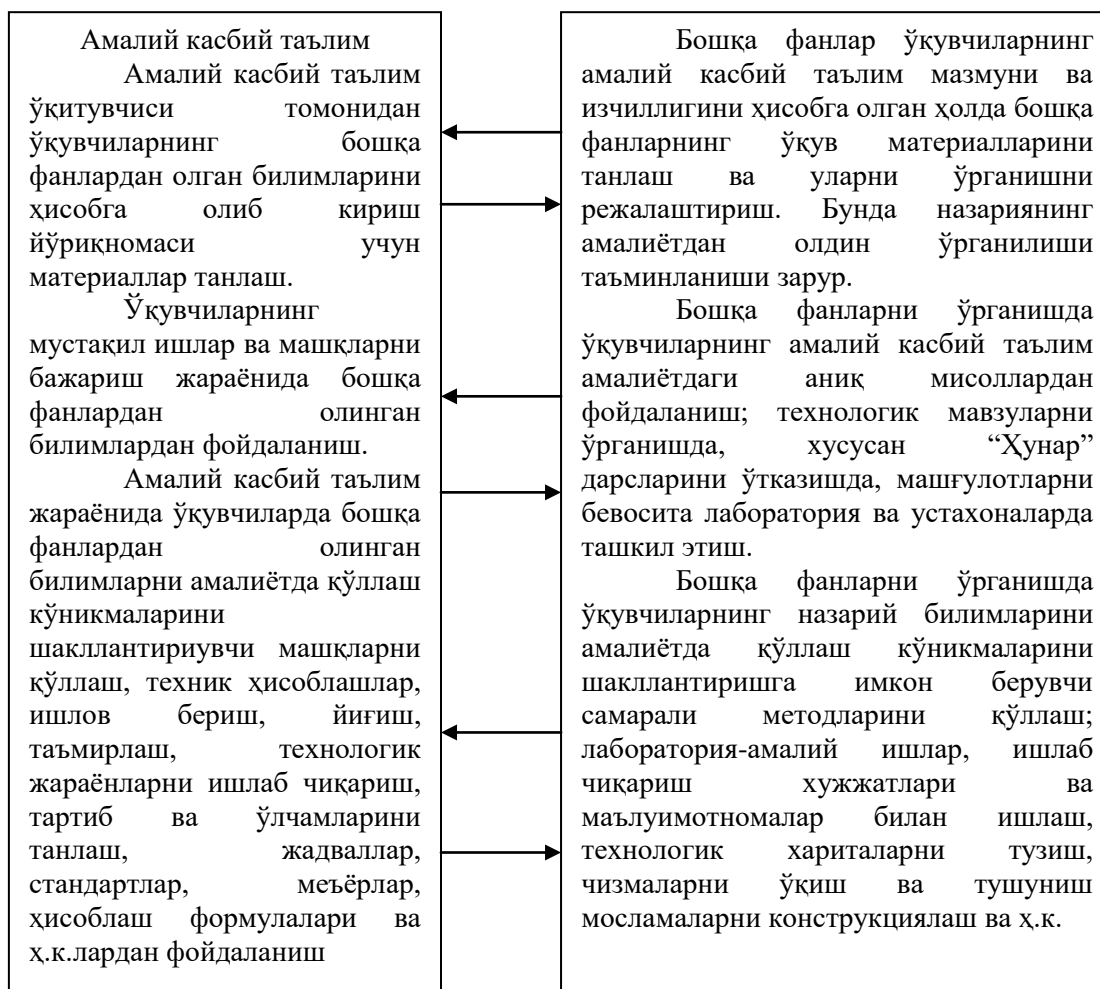 Амалий касбий таълим
Амалий касбий таълим
ўқитувчиси томонидан
ўқувчиларнинг бошқа
фанлардан олган билимларини
ҳисобга олиб кириш
йўриқномаси учун
материаллар танлаш.
Ўқувчиларнинг
мустақил ишлар ва машқларни
бажариш жараёнида бошқа
фанлардан олинган
билимлардан фойдаланиш.
Амалий касбий таълим
жараёнида ўқувчиларда бошқа
фанлардан олинган
билимларни амалиётда қўллаш
кўникмаларини
шакллантириувчи машқларни
қўллаш, техник ҳисоблашлар,
ишлов бериш, йиғиш,
таъмирлаш, технологик
жараёнларни ишлаб чиқариш,
тартиб ва ўлчамларини
танлаш, жадваллар,
стандартлар, меъёрлар,
ҳисоблаш формулалари ва
ҳ.к.лардан фойдаланиш
Бошқа фанлар ўқувчиларнинг
амалий касбий таълим мазмуни ва
изчиллигини ҳисобга олган ҳолда бошқа
фанларнинг ўқув материалларини
танлаш ва уларни ўрганишни
режалаштириш. Бунда назариянинг
амалиётдан олдин ўрганилиши
таъминланиши зарур.
Бошқа фанларни ўрганишда
ўқувчиларнинг амалий касбий таълим
амалиётдаги аниқ мисоллардан
фойдаланиш; технологик мавзуларни
ўрганишда, хусусан “Ҳунар”
дарсларини ўтказишда, машғулотларни
бевосита лаборатория ва устахоналарда
ташкил этиш.
Бошқа фанларни ўрганишда
ўқувчиларнинг назарий билимларини
амалиётда қўллаш кўникмаларини
шакллантиришга имкон берувчи
самарали методларини қўллаш;
лаборатория-амалий ишлар, ишлаб
чиқариш хужжатлари ва
маълуимотномалар билан ишлаш,
технологик хариталарни тузиш,
чизмаларни ўқиш ва тушуниш
мосламаларни конструкциялаш ва ҳ.к.